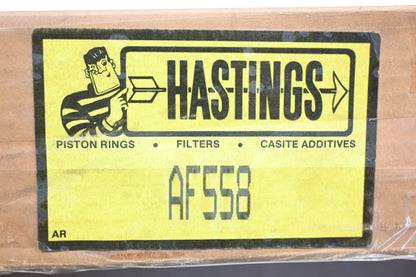 HASTINGS
PISTON RINGS • FILTERS • CASITE ADDITIVES
AF558
AR